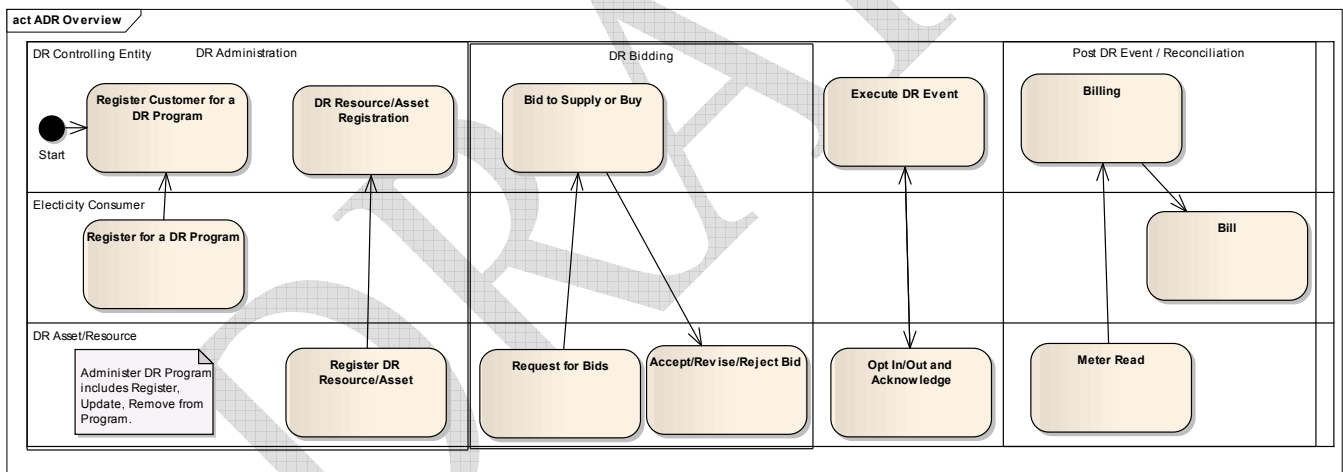 act ADR Overview
DR Controlling Entity
DR Administration
DR Bidding
Post DR Event / Reconciliation
Start
Register Customer for a
DR Program
DR Resource/Asset
Registration
Bid to Supply or Buy
Execute DR Event
Billing
Electicity Consumer
Register for a DR Program
Bill
DR Asset/Resource
Administer DR Program
includes Register,
Update, Remove from
Program.
Register DR
Resource/Asset
Request for Bids
Accept/Revise/Reject Bid
Opt In/Out and
Acknowledge
Meter Read
DRAFT